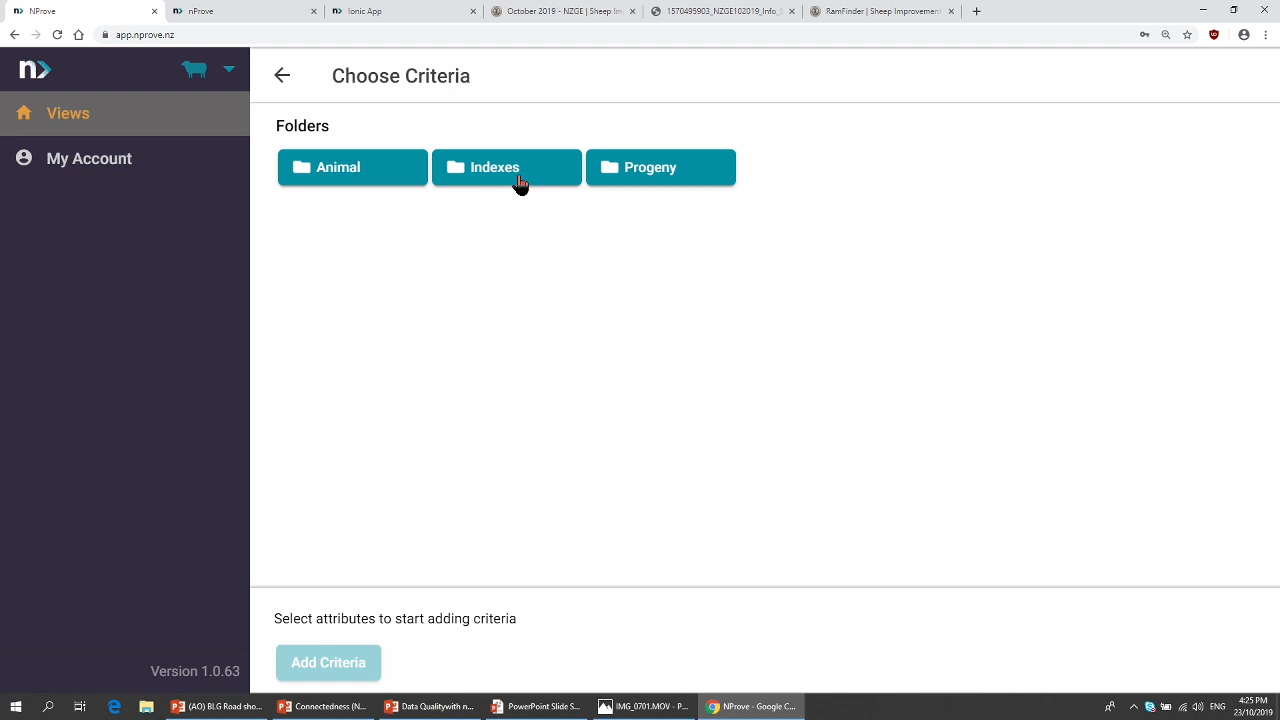 NProve
nProve
Ionic App
October 2019 - NZGE | Sheep Im
1570495903_NZGE102019_Info_S
RamFinder | Sheep Improvement
app.nprove.nz
n
Choose Criteria
Views
My Account
Folders
Animal
Indexes
Progeny
Select attributes to start adding criteria
Add Criteria
Version 1.0.63
(AO) BLG Road sho...
Connectedness (N...
Data Qualitywith n...
PowerPoint Slide S...
IMG_0701.MOV - P...
NProve - Google C...
ENG
4:25 PM
23/10/2019